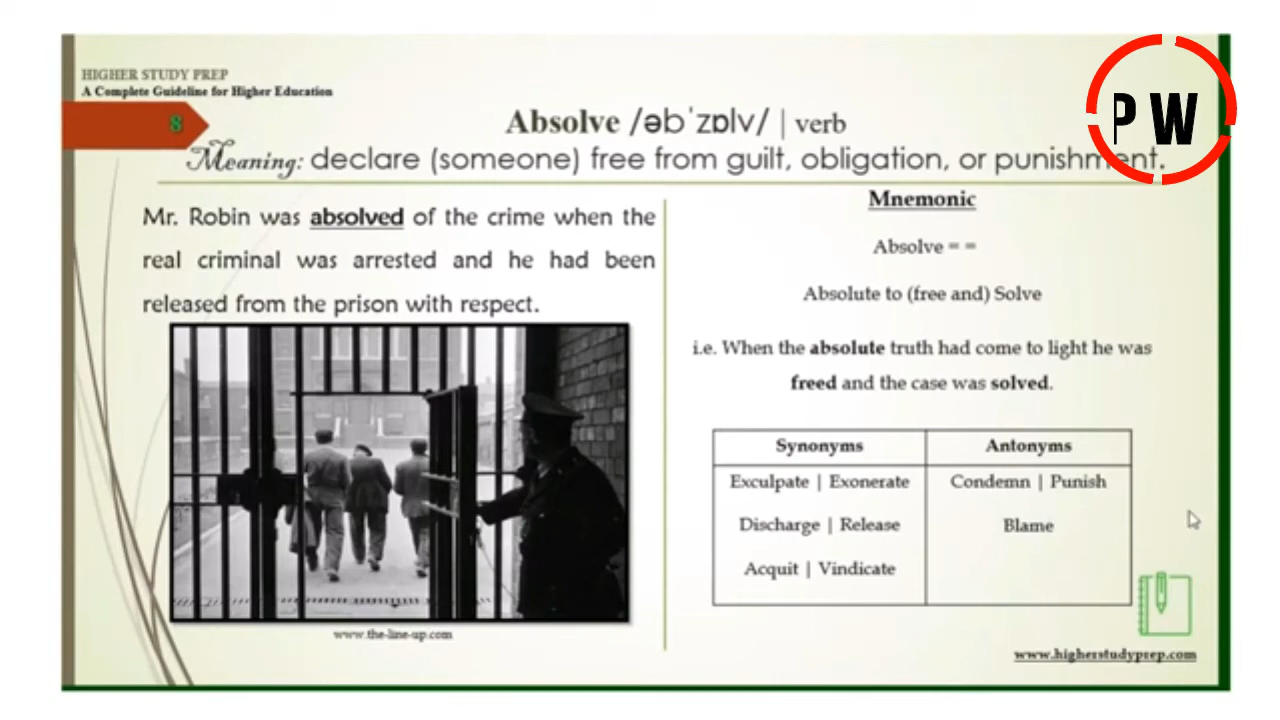 HIGHER STUDY PREP
A Complete Guideline for Higher Education
8
Absolve /əbˈzɒlv/ | verb
Meaning: declare (someone) free from guilt, obligation, or punishment.
P W
Mr. Robin was absolved of the crime when the
real criminal was arrested and he had been
released from the prison with respect.
www.the-line-up.com
Mnemonic
Absolve = =
Absolute to (free and) Solve
i.e. When the absolute truth had come to light he was
freed and the case was solved.
Synonyms | Antonyms
Exculpate | Exonerate Condemn | Punish
Discharge | Release Blame
Acquit | Vindicate
www.higherstudyprep.com